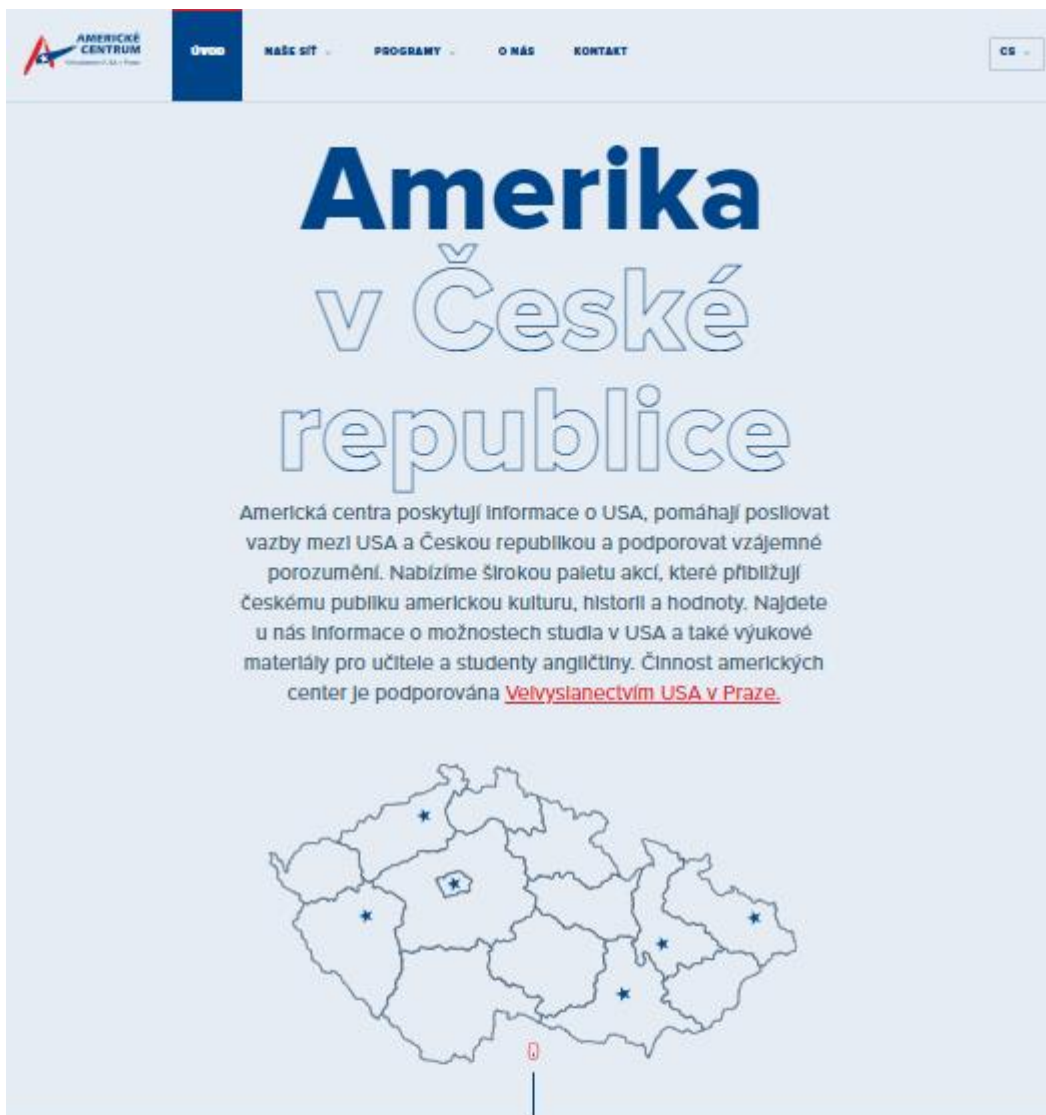 AMERICKÉ
CENTRUM
Velvyslanectví USA v Praze
ÚVOD
NAŠE SÍŤ
PROGRAMY
O NÁS
KONTAKT
CS
Amerika
v České
republice
Americká centra poskytují informace o USA, pomáhají posilovat
vazby mezi USA a Českou republikou a podporovat vzájemné
porozumění. Nabízíme širokou paletu akcí, které přibližují
českému publiku americkou kulturu, historii a hodnoty. Najdete
u nás informace o možnostech studia v USA a také výukové
materiály pro učitele a studenty angličtiny. Činnost amerických
center je podporována Velvyslanectvím USA v Praze.